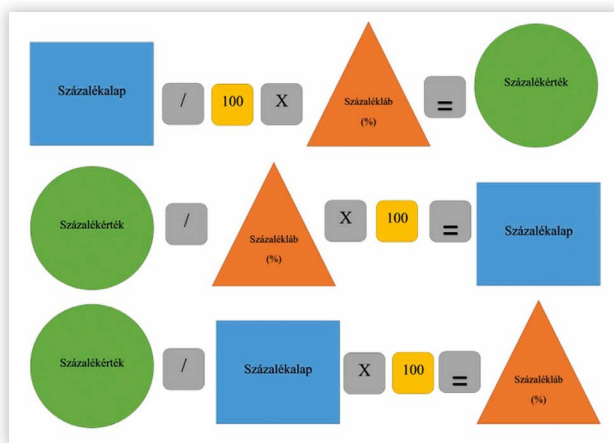 Százalékalap / 100 X Százalékláb (%) = Százalékérték
Százalékérték / Százalékláb (%) X 100 = Százalékalap
Százalékérték / Százalékalap X 100 = Százalékláb (%)